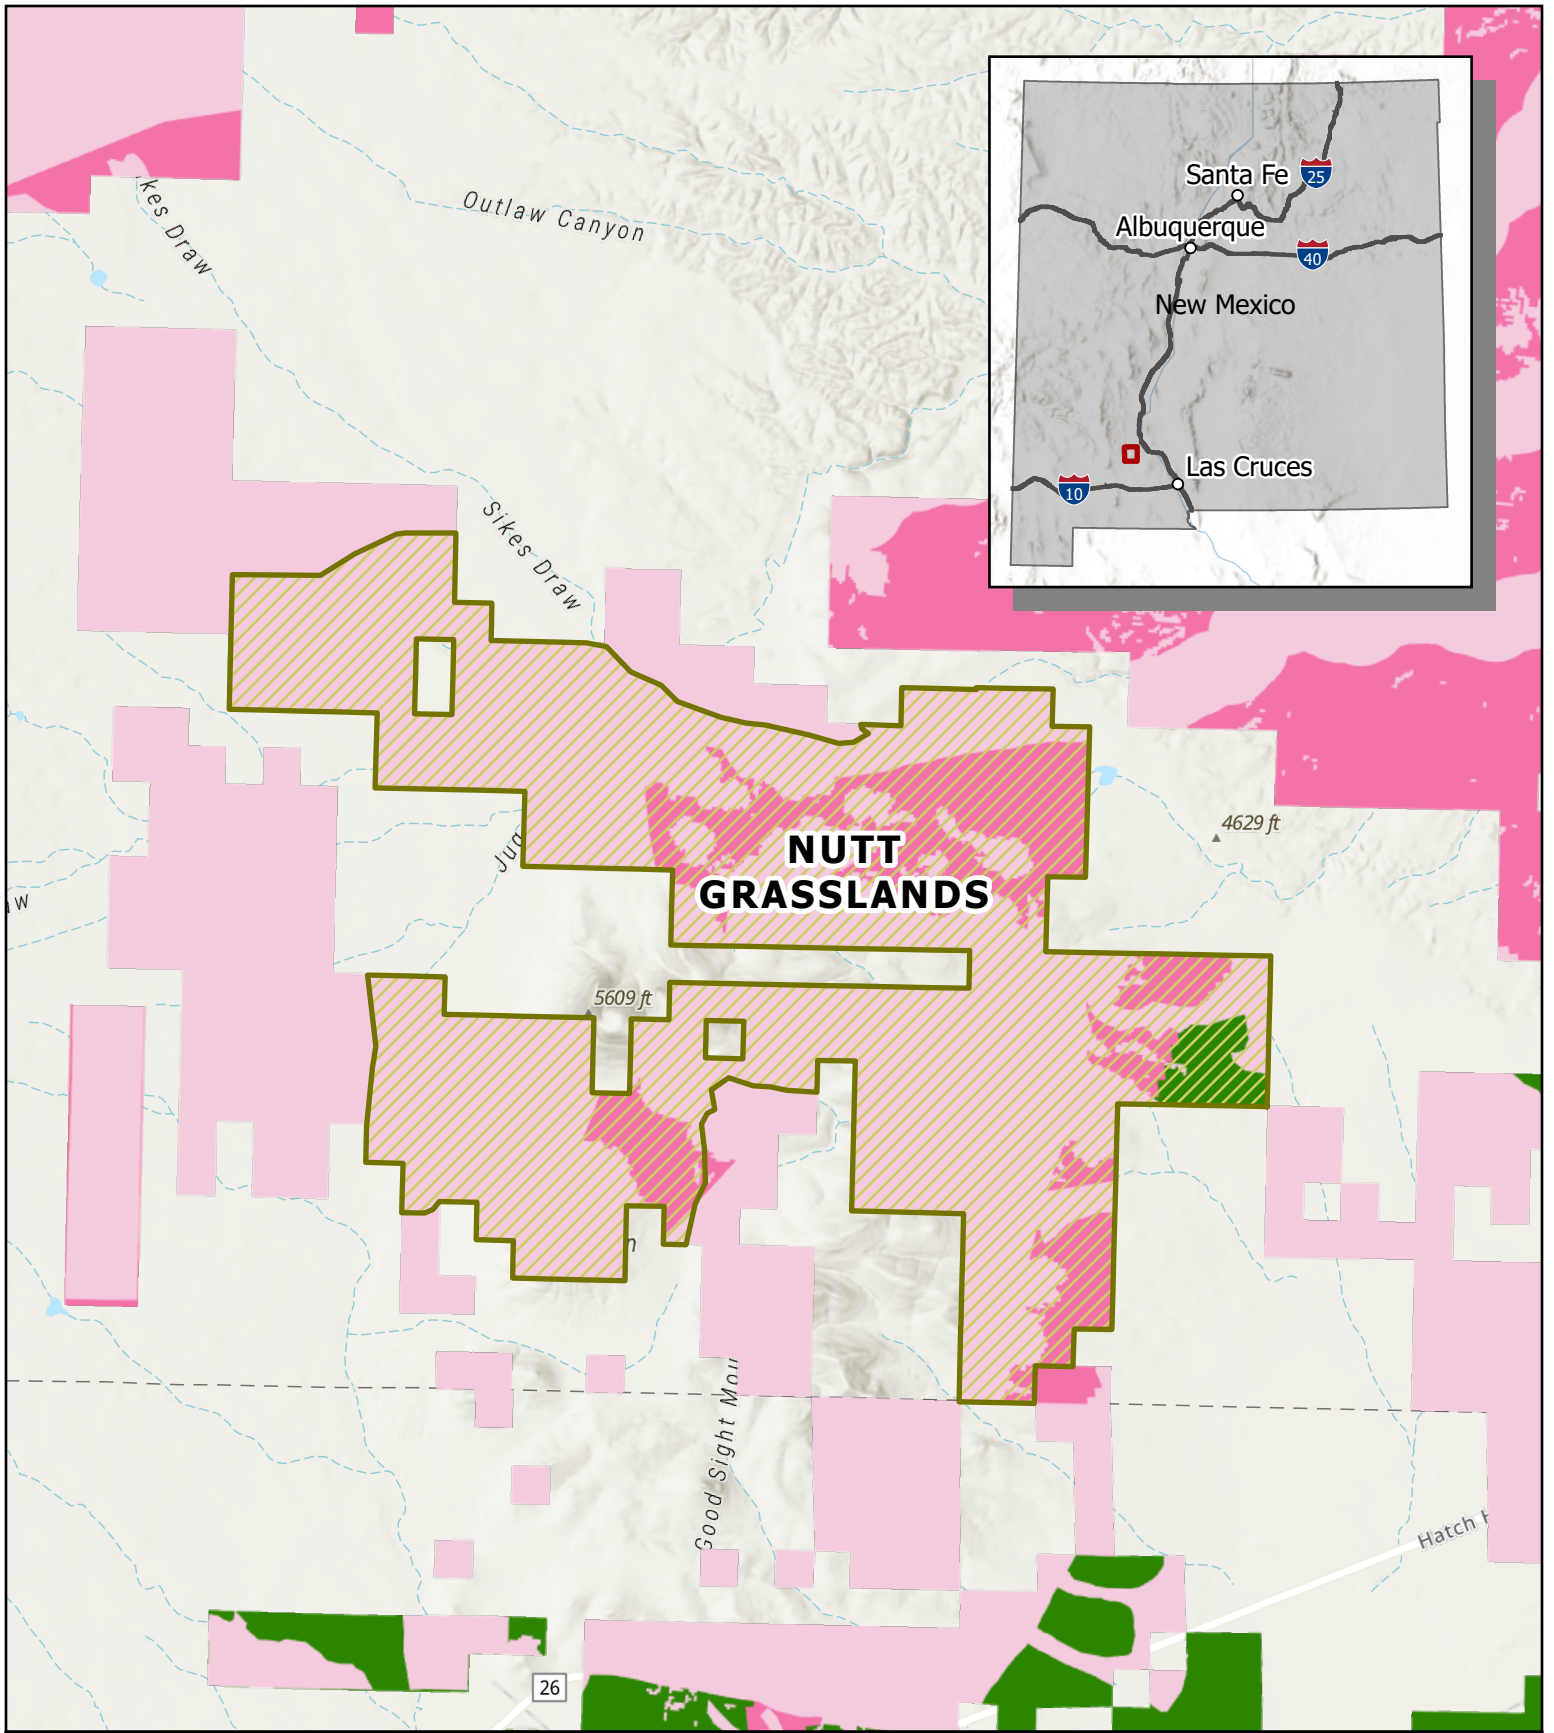 Outlaw Canyon
kes Draw
Santa Fe
25
Albuquerque
40
New Mexico
Las Cruces
10
Sikes Draw
4629 ft
Jug
NUTT
GRASSLANDS
5609 ft
Good Sight Mou
Hatch
26